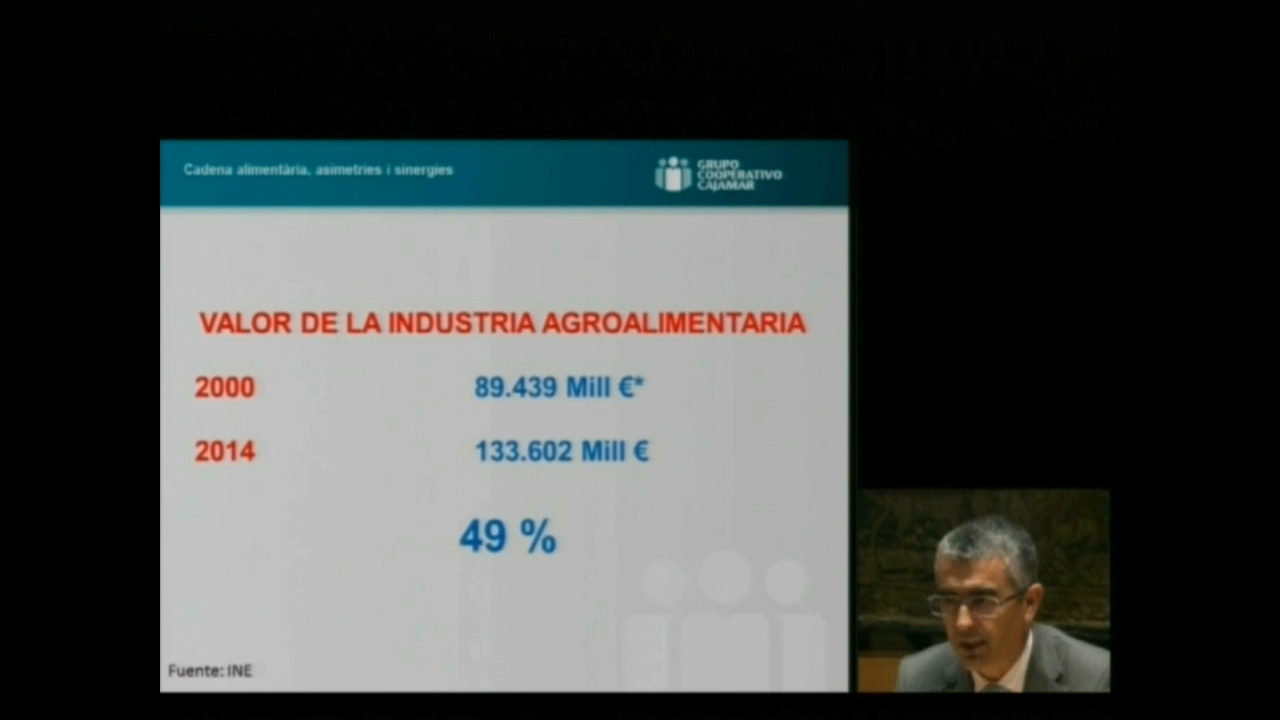 Cadena alimentària, asimetries i sinergies
GRUPO
COOPERATIVO
CAJAMAR
VALOR DE LA INDUSTRIA AGROALIMENTARIA
2000 89.439 Mill €*
2014 133.602 Mill €
49 %
Fuente: INE